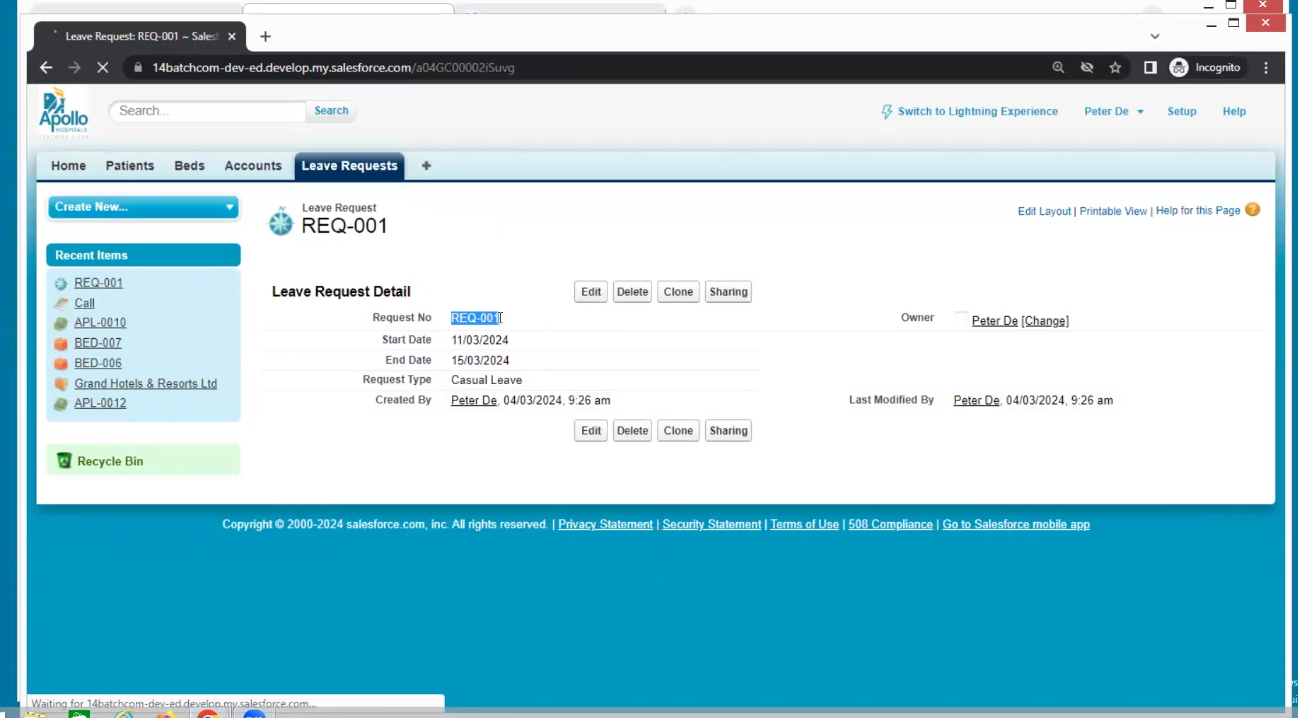 Leave Request: REQ-001 ~ Salesf
14batchcom-dev-ed.develop.my.salesforce.com/a04GC00002iSuvg
Incognito
Apollo
HOSPITALS
Search...
Search
Switch to Lightning Experience
Peter De
Setup
Help
Home
Patients
Beds
Accounts
Leave Requests
Create New...
Recent Items
REQ-001
Call
APL-0010
BED-007
BED-006
Grand Hotels & Resorts Ltd
APL-0012
Recycle Bin
Leave Request
REQ-001
Edit Layout | Printable View | Help for this Page
Leave Request Detail
Edit Delete Clone Sharing
Request No REQ-001 Owner Peter De [Change]
Start Date 11/03/2024
End Date 15/03/2024
Request Type Casual Leave
Created By Peter De, 04/03/2024, 9:26 am Last Modified By Peter De, 04/03/2024, 9:26 am
Edit Delete Clone Sharing
Copyright © 2000-2024 salesforce.com, inc. All rights reserved. | Privacy Statement | Security Statement | Terms of Use | 508 Compliance | Go to Salesforce mobile app
Waiting for 14batchcom-dev-ed.develop.my.salesforce.com...